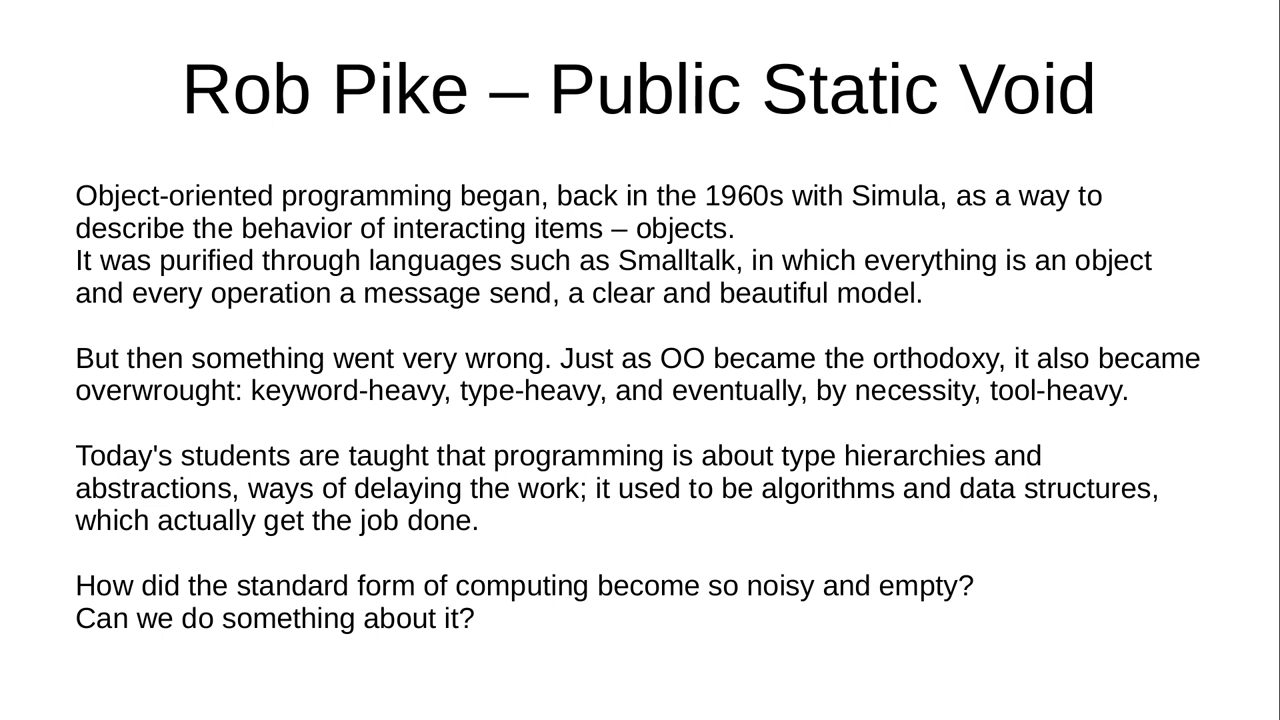 Rob Pike – Public Static Void
Object-oriented programming began, back in the 1960s with Simula, as a way to
describe the behavior of interacting items – objects.
It was purified through languages such as Smalltalk, in which everything is an object
and every operation a message send, a clear and beautiful model.
But then something went very wrong. Just as OO became the orthodoxy, it also became
overwrought: keyword-heavy, type-heavy, and eventually, by necessity, tool-heavy.
Today's students are taught that programming is about type hierarchies and
abstractions, ways of delaying the work; it used to be algorithms and data structures,
which actually get the job done.
How did the standard form of computing become so noisy and empty?
Can we do something about it?